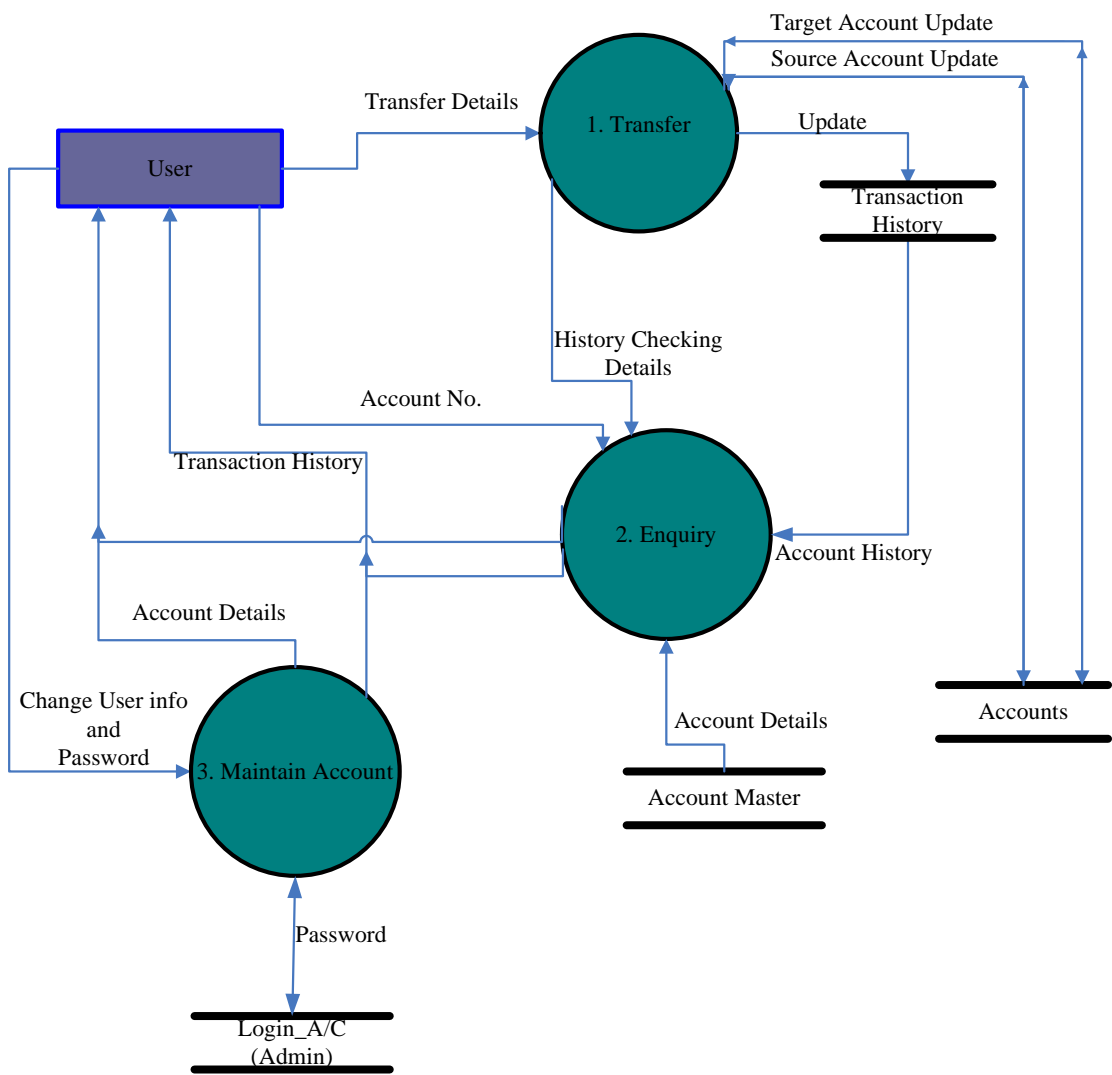 Target Account Update
Source Account Update
Transfer Details
1. Transfer
Update
User
Transaction
History
History Checking
Details
Account No.
Transaction History
2. Enquiry
Account History
Account Details
Change User info
and
Password
3. Maintain Account
Account Details
Accounts
Account Master
Password
Login_A/C
(Admin)